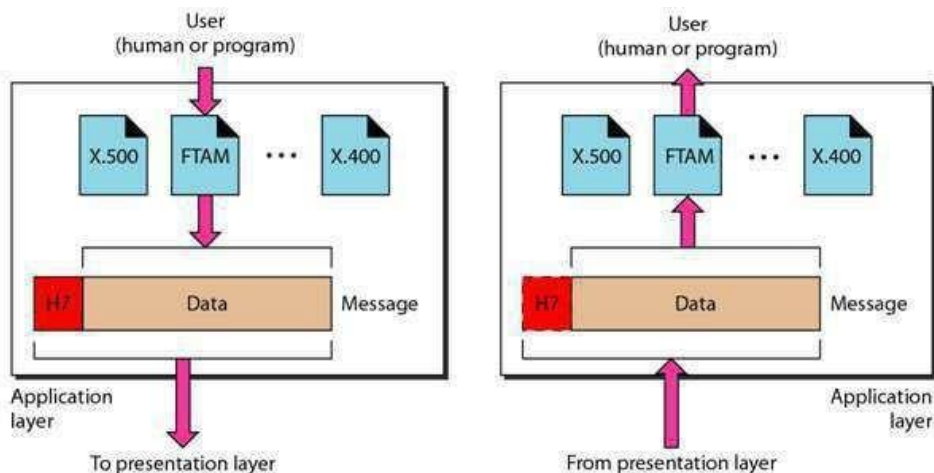 User
(human or program)
X.500
FTAM
...
X.400
H7
Data
Message
Application
layer
To presentation layer
User
(human or program)
X.500
FTAM
...
X.400
H7
Data
Message
Application
layer
From presentation layer